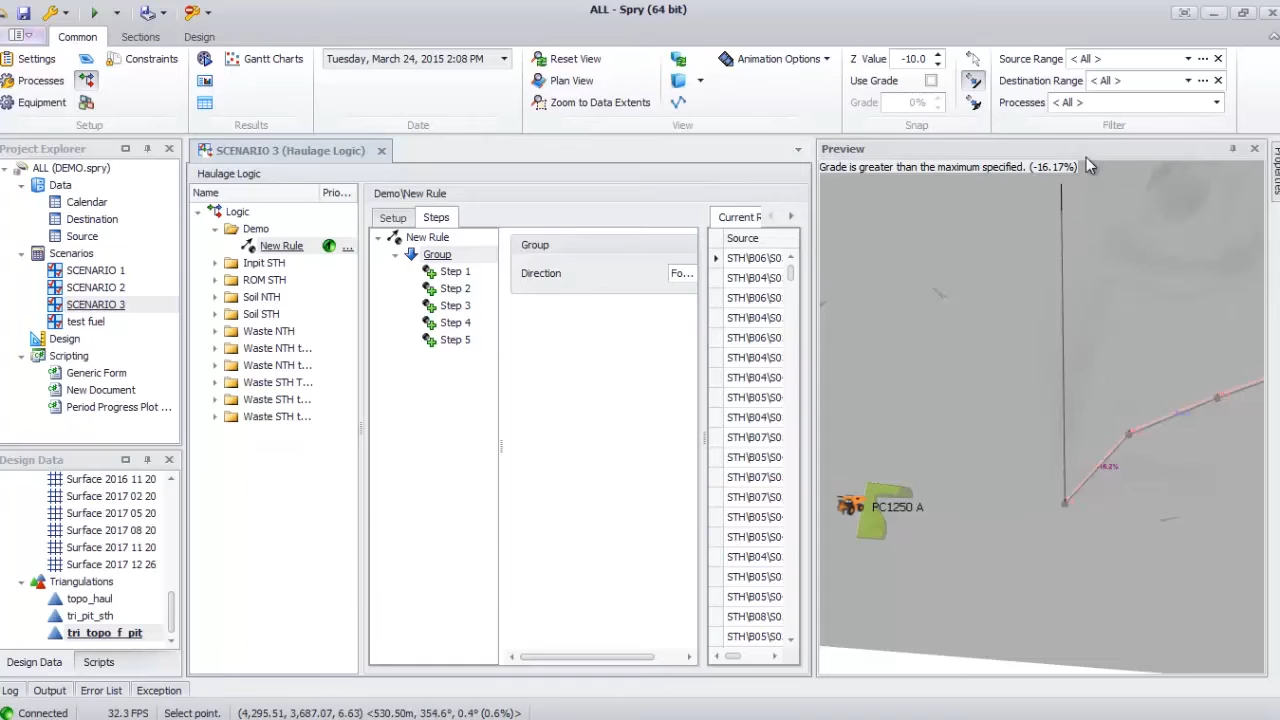 ALL - Spry (64 bit)
Common
Sections
Design
Settings
Constraints
Processes
Equipment
Setup
Gantt Charts
Results
Tuesday, March 24, 2015 2:08 PM
Date
Reset View
Plan View
Zoom to Data Extents
Animation Options
View
Z Value -10.0
Use Grade
Grade 0%
Snap
Source Range < All >
Destination Range < All >
Processes < All >
Filter
Project Explorer
ALL (DEMO.spry)
Data
Calendar
Destination
Source
Scenarios
SCENARIO 1
SCENARIO 2
SCENARIO 3
test fuel
Design
Scripting
Generic Form
New Document
Period Progress Plot ...
Design Data
Surface 2016 11 20
Surface 2017 02 20
Surface 2017 05 20
Surface 2017 08 20
Surface 2017 11 20
Surface 2017 12 26
Triangulations
topo_haul
tri_pit_sth
tri_topo_f_pit
Design Data
Scripts
SCENARIO 3 (Haulage Logic)
Haulage Logic
Name Prio...
Logic
Demo
New Rule ...
Inpit STH
ROM STH
Soil NTH
Soil STH
Waste NTH
Waste NTH t...
Waste NTH t...
Waste STH T...
Waste STH t...
Waste STH t...
Demo\New Rule
Setup
Steps
New Rule
Group
Step 1
Step 2
Step 3
Step 4
Step 5
Group
Direction Fo...
Current R
Source
STH\B06\S0
STH\B04\S0
STH\B06\S0
STH\B04\S0
STH\B06\S0
STH\B04\S0
STH\B04\S0
STH\B05\S0
STH\B04\S0
STH\B07\S0
STH\B05\S0
STH\B07\S0
STH\B07\S0
STH\B05\S0
STH\B05\S0
STH\B04\S0
STH\B05\S0
STH\B05\S0
STH\B08\S0
STH\B05\S0
Preview
Grade is greater than the maximum specified. (-16.17%)
-16.2%
PC1250 A
Properties
Log
Output
Error List
Exception
Connected
32.3 FPS
Select point.
(4,295.51, 3,687.07, 6.63) <530.50m, 354.6°, 0.4° (0.6%)>